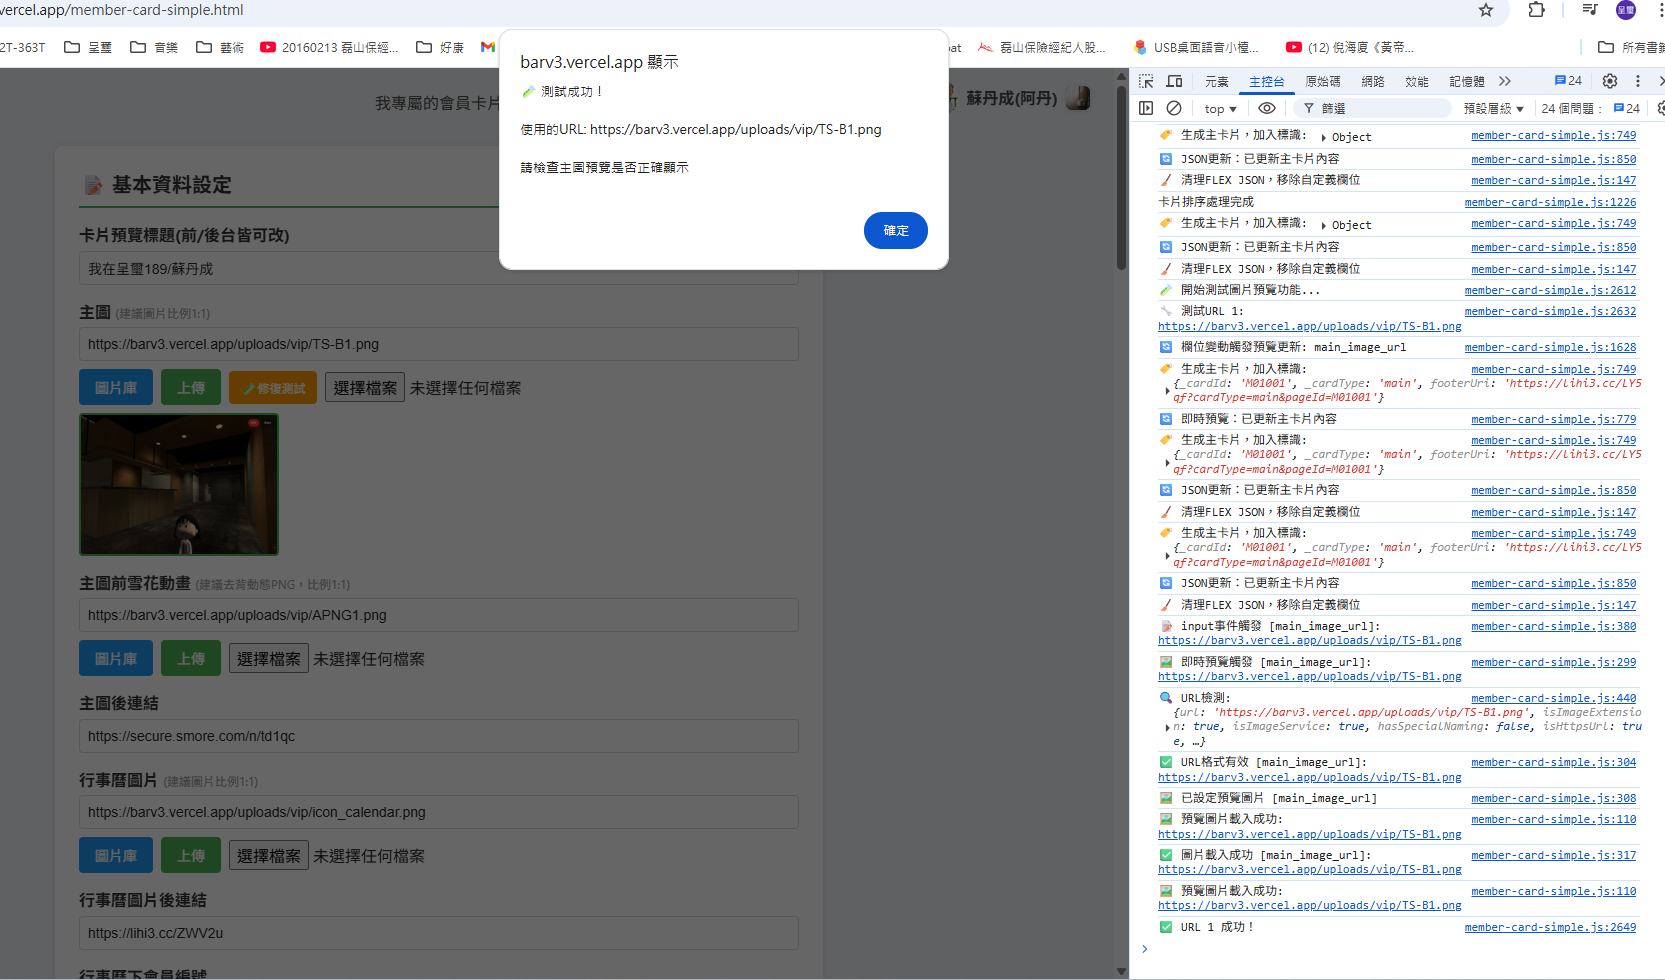 vercel.app/member-card-simple.html
呈璽
2T-363T
呈璽
音樂
藝術
20160213 磊山保經...
好康
at
磊山保險經紀人股...
USB桌面語音小檯...
(12) 倪海廈《黃帝...
所有書籤
barv3.vercel.app 顯示
測試成功！
使用的URL: https://barv3.vercel.app/uploads/vip/TS-B1.png
請檢查主圖預覽是否正確顯示
確定
我專屬的會員卡片
蘇丹成(阿丹)
基本資料設定
卡片預覽標題(前/後台皆可改)
我在呈璽189/蘇丹成
主圖 (建議圖片比例1:1)
https://barv3.vercel.app/uploads/vip/TS-B1.png
圖片庫 上傳 修復測試 選擇檔案 未選擇任何檔案
主圖前雪花動畫 (建議去背動態PNG，比例1:1)
https://barv3.vercel.app/uploads/vip/APNG1.png
圖片庫 上傳 選擇檔案 未選擇任何檔案
主圖後連結
https://secure.smore.com/n/td1qc
行事曆圖片 (建議圖片比例1:1)
https://barv3.vercel.app/uploads/vip/icon_calendar.png
圖片庫 上傳 選擇檔案 未選擇任何檔案
行事曆圖片後連結
https://lihi3.cc/ZWV2u
行事曆下會員編號
元素 主控台 原始碼 網路 效能 記憶體 24
top 篩選 預設層級 24 個問題： 24
生成主卡片，加入標識: Object member-card-simple.js:749
JSON更新：已更新主卡片內容 member-card-simple.js:850
清理FLEX JSON，移除自定義欄位 member-card-simple.js:147
卡片排序處理完成 member-card-simple.js:1226
生成主卡片，加入標識: Object member-card-simple.js:749
JSON更新：已更新主卡片內容 member-card-simple.js:850
清理FLEX JSON，移除自定義欄位 member-card-simple.js:147
開始測試圖片預覽功能... member-card-simple.js:2612
測試URL 1: member-card-simple.js:2632
https://barv3.vercel.app/uploads/vip/TS-B1.png
欄位變動觸發預覽更新: main_image_url member-card-simple.js:1628
生成主卡片，加入標識: member-card-simple.js:749
{_cardId: 'M01001', _cardType: 'main', footerUri: 'https://lihi3.cc/LY5
qf?cardType=main&pageId=M01001'}
即時預覽：已更新主卡片內容 member-card-simple.js:779
生成主卡片，加入標識: member-card-simple.js:749
{_cardId: 'M01001', _cardType: 'main', footerUri: 'https://lihi3.cc/LY5
qf?cardType=main&pageId=M01001'}
JSON更新：已更新主卡片內容 member-card-simple.js:850
清理FLEX JSON，移除自定義欄位 member-card-simple.js:147
生成主卡片，加入標識: member-card-simple.js:749
{_cardId: 'M01001', _cardType: 'main', footerUri: 'https://lihi3.cc/LY5
qf?cardType=main&pageId=M01001'}
JSON更新：已更新主卡片內容 member-card-simple.js:850
清理FLEX JSON，移除自定義欄位 member-card-simple.js:147
input事件觸發 [main_image_url]: member-card-simple.js:380
https://barv3.vercel.app/uploads/vip/TS-B1.png
即時預覽觸發 [main_image_url]: member-card-simple.js:299
https://barv3.vercel.app/uploads/vip/TS-B1.png
URL檢測: member-card-simple.js:440
{url: 'https://barv3.vercel.app/uploads/vip/TS-B1.png', isImageExtensio
n: true, isImageService: true, hasSpecialNaming: false, isHttpsUrl: tru
e, …}
URL格式有效 [main_image_url]: member-card-simple.js:304
https://barv3.vercel.app/uploads/vip/TS-B1.png
已設定預覽圖片 [main_image_url] member-card-simple.js:308
預覽圖片載入成功: member-card-simple.js:110
https://barv3.vercel.app/uploads/vip/TS-B1.png
圖片載入成功 [main_image_url]: member-card-simple.js:317
https://barv3.vercel.app/uploads/vip/TS-B1.png
預覽圖片載入成功: member-card-simple.js:110
https://barv3.vercel.app/uploads/vip/TS-B1.png
URL 1 成功！ member-card-simple.js:2649